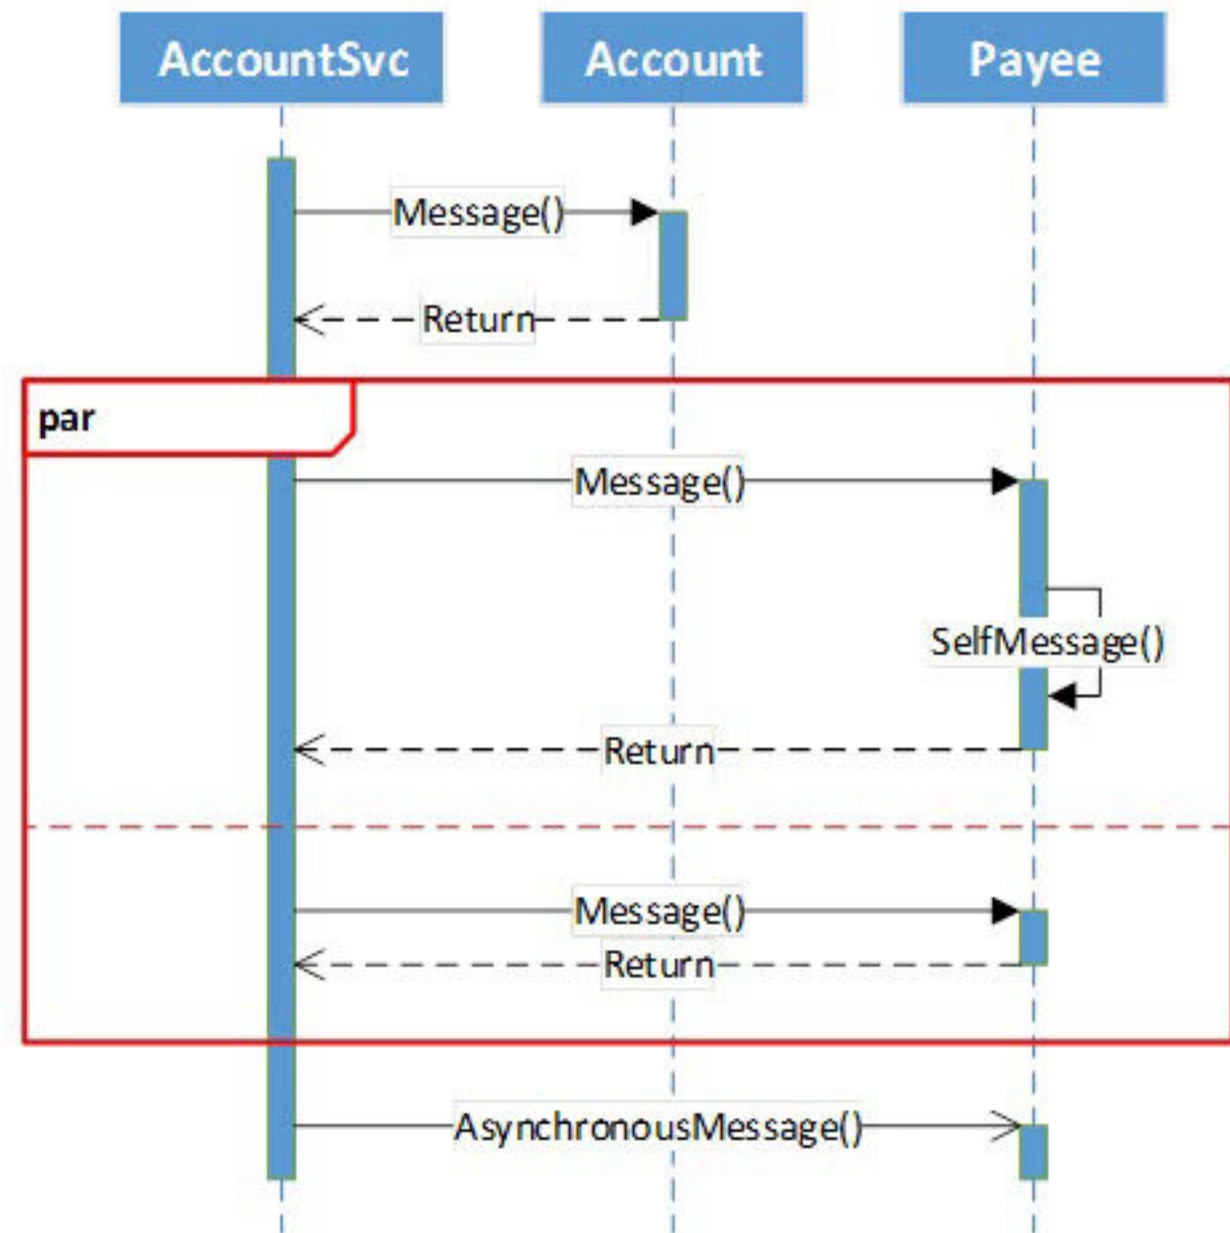 AccountSvc
Account
Payee
Message()
Return
par
Message()
SelfMessage()
Return
Message()
Return
AsynchronousMessage()